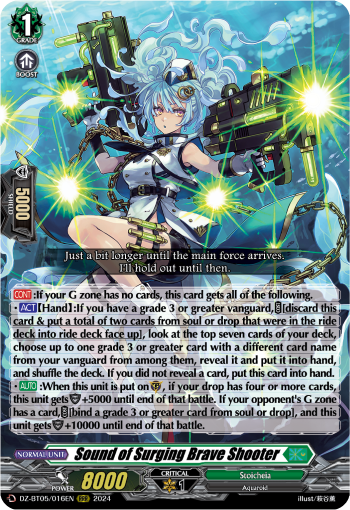 1
GRADE
BOOST
5000
SHIELD
Just a bit longer until the main force arrives.
I'll hold out until then.
CONT:If your G zone has no cards, this card gets all of the following.
・ACT[Hand]:If you have a grade 3 or greater vanguard, [discard this
card & put a total of two cards from soul or drop that were in the ride
deck into ride deck face up], look at the top seven cards of your deck,
choose up to one grade 3 or greater card with a different card name
from your vanguard from among them, reveal it and put it into hand,
and shuffle the deck. If you did not reveal a card, put this card into hand.
・AUTO:When this unit is put on G, if your drop has four or more cards,
this unit gets +5000 until end of that battle. If your opponent's G zone
has a card, [bind a grade 3 or greater card from soul or drop], and this
unit gets +10000 until end of that battle.
NORMAL UNIT
Sound of Surging Brave Shooter
POWER
8000
CRITICAL
1
Stoicheia
Aquaroid
DZ-BT05/016EN RRR 2024
illust/萩谷薫